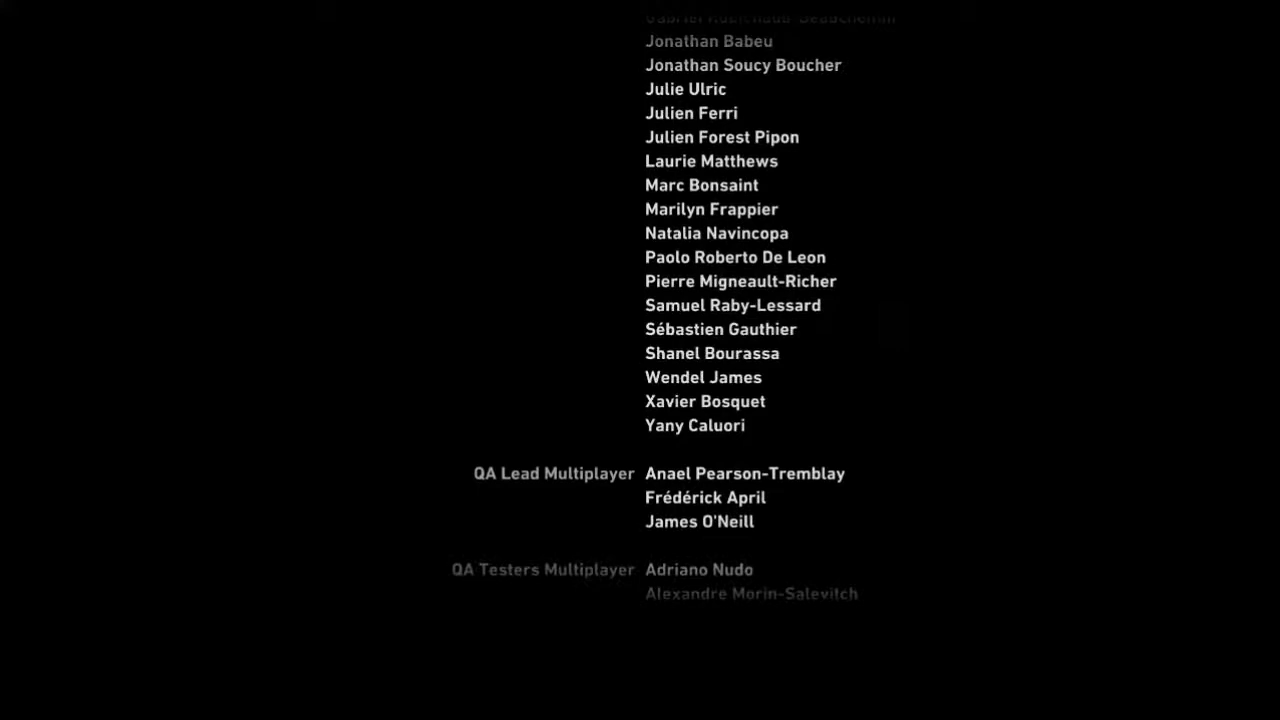 Jonathan Babeu
Jonathan Soucy Boucher
Julie Ulric
Julien Ferri
Julien Forest Pipon
Laurie Matthews
Marc Bonsaint
Marilyn Frappier
Natalia Navincopa
Paolo Roberto De Leon
Pierre Migneault-Richer
Samuel Raby-Lessard
Sébastien Gauthier
Shanel Bourassa
Wendel James
Xavier Bosquet
Yany Caluori
QA Lead Multiplayer Anael Pearson-Tremblay
Frédérick April
James O'Neill
QA Testers Multiplayer Adriano Nudo
Alexandre Morin-Salevitch